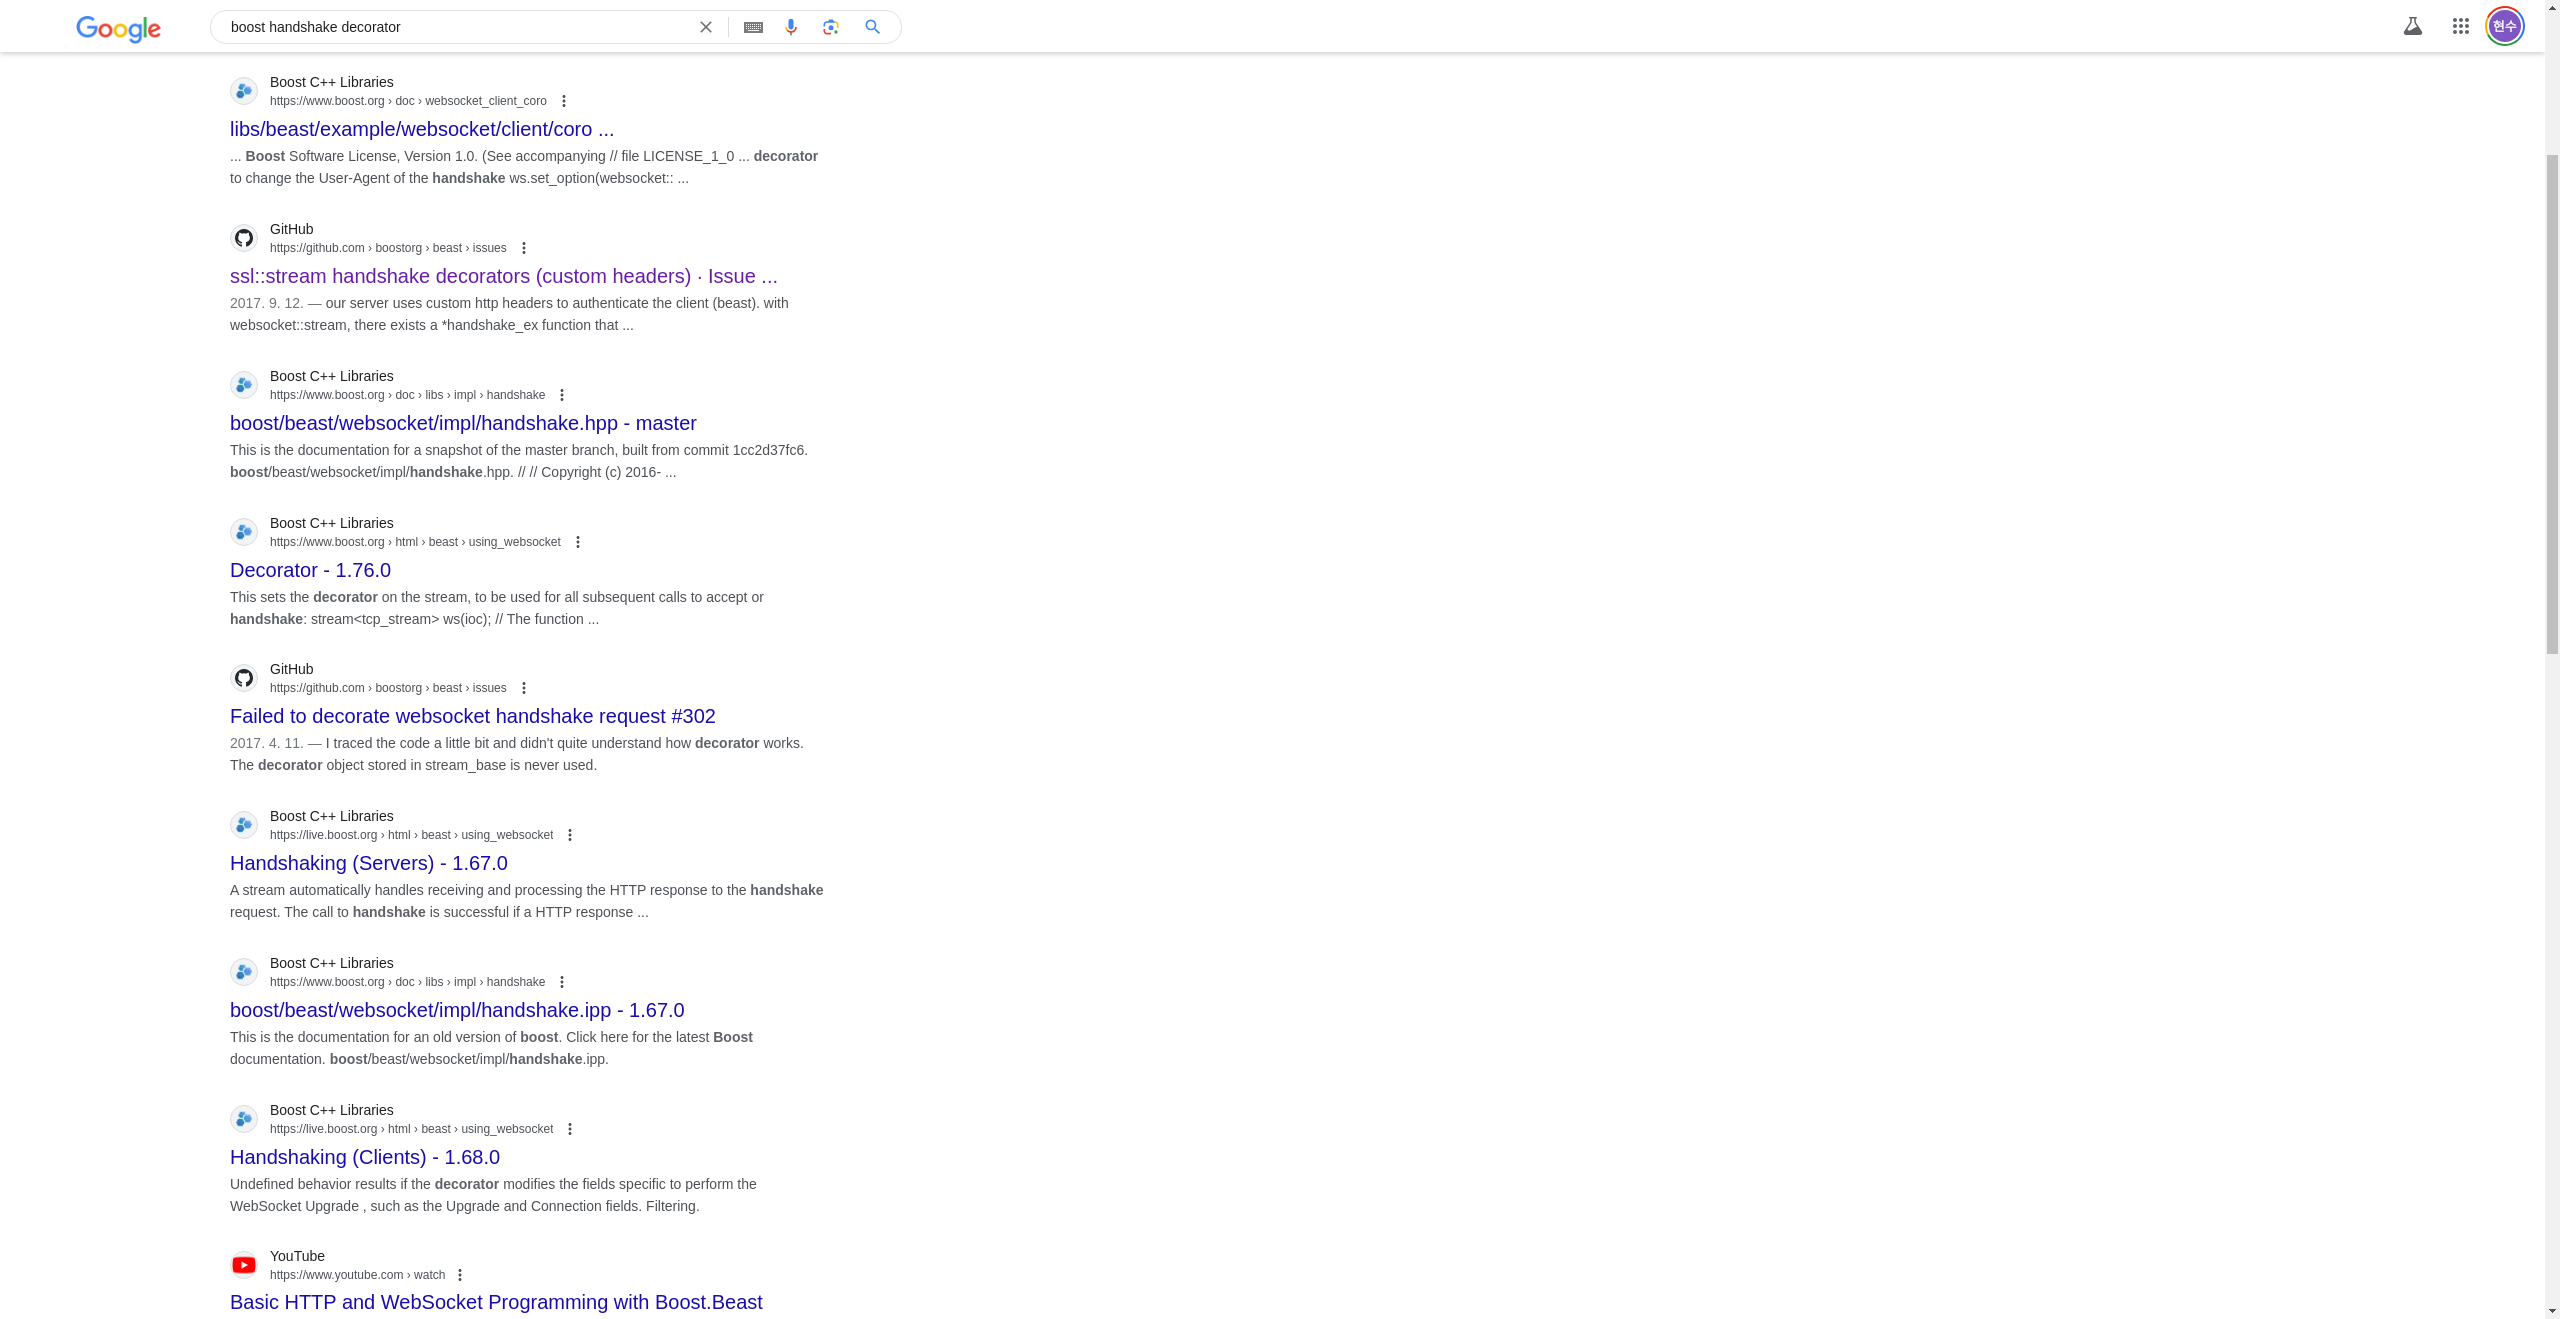 Google
boost handshake decorator
현수
Boost C++ Libraries
https://www.boost.org › doc › websocket_client_coro
libs/beast/example/websocket/client/coro ...
... Boost Software License, Version 1.0. (See accompanying // file LICENSE_1_0 ... decorator
to change the User-Agent of the handshake ws.set_option(websocket:: ...
GitHub
https://github.com › boostorg › beast › issues
ssl::stream handshake decorators (custom headers) · Issue ...
2017. 9. 12. — our server uses custom http headers to authenticate the client (beast). with
websocket::stream, there exists a *handshake_ex function that ...
Boost C++ Libraries
https://www.boost.org › doc › libs › impl › handshake
boost/beast/websocket/impl/handshake.hpp - master
This is the documentation for a snapshot of the master branch, built from commit 1cc2d37fc6.
boost/beast/websocket/impl/handshake.hpp. // // Copyright (c) 2016- ...
Boost C++ Libraries
https://www.boost.org › html › beast › using_websocket
Decorator - 1.76.0
This sets the decorator on the stream, to be used for all subsequent calls to accept or
handshake: stream<tcp_stream> ws(ioc); // The function ...
GitHub
https://github.com › boostorg › beast › issues
Failed to decorate websocket handshake request #302
2017. 4. 11. — I traced the code a little bit and didn't quite understand how decorator works.
The decorator object stored in stream_base is never used.
Boost C++ Libraries
https://live.boost.org › html › beast › using_websocket
Handshaking (Servers) - 1.67.0
A stream automatically handles receiving and processing the HTTP response to the handshake
request. The call to handshake is successful if a HTTP response ...
Boost C++ Libraries
https://www.boost.org › doc › libs › impl › handshake
boost/beast/websocket/impl/handshake.ipp - 1.67.0
This is the documentation for an old version of boost. Click here for the latest Boost
documentation. boost/beast/websocket/impl/handshake.ipp.
Boost C++ Libraries
https://live.boost.org › html › beast › using_websocket
Handshaking (Clients) - 1.68.0
Undefined behavior results if the decorator modifies the fields specific to perform the
WebSocket Upgrade , such as the Upgrade and Connection fields. Filtering.
YouTube
https://www.youtube.com › watch
Basic HTTP and WebSocket Programming with Boost.Beast